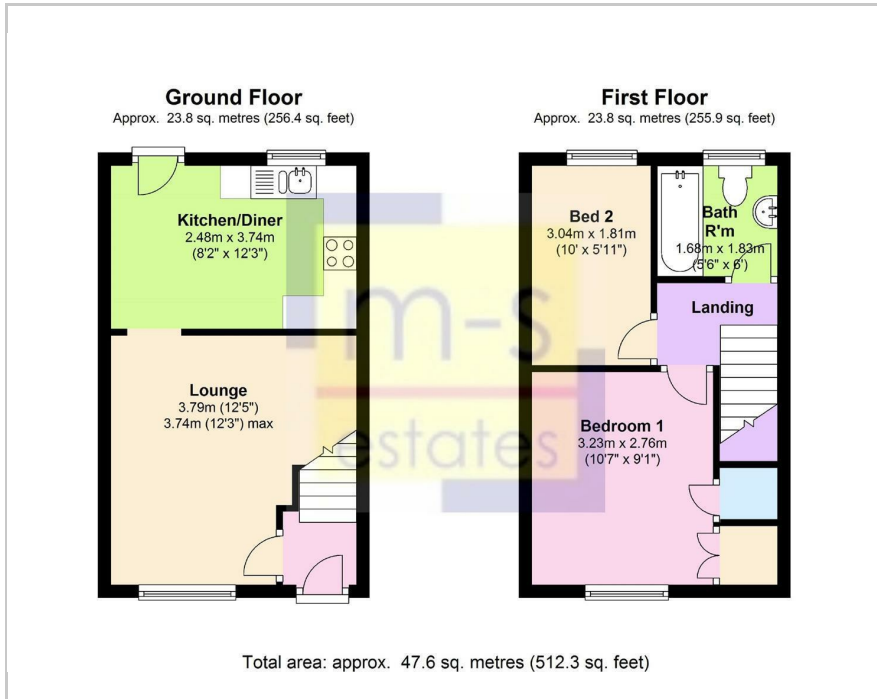 Ground Floor
Approx. 23.8 sq. metres (256.4 sq. feet)
Kitchen/Diner
2.48m x 3.74m
(8'2" x 12'3")
Lounge
3.79m (12'5")
3.74m (12'3") max
First Floor
Approx. 23.8 sq. metres (255.9 sq. feet)
Bed 2
3.04m x 1.81m
(10' x 5'11")
Bath
R'm
1.68m x 1.83m
(5'6" x 6')
Landing
Bedroom 1
3.23m x 2.76m
(10'7" x 9'1")
m-s
estates
Total area: approx. 47.6 sq. metres (512.3 sq. feet)